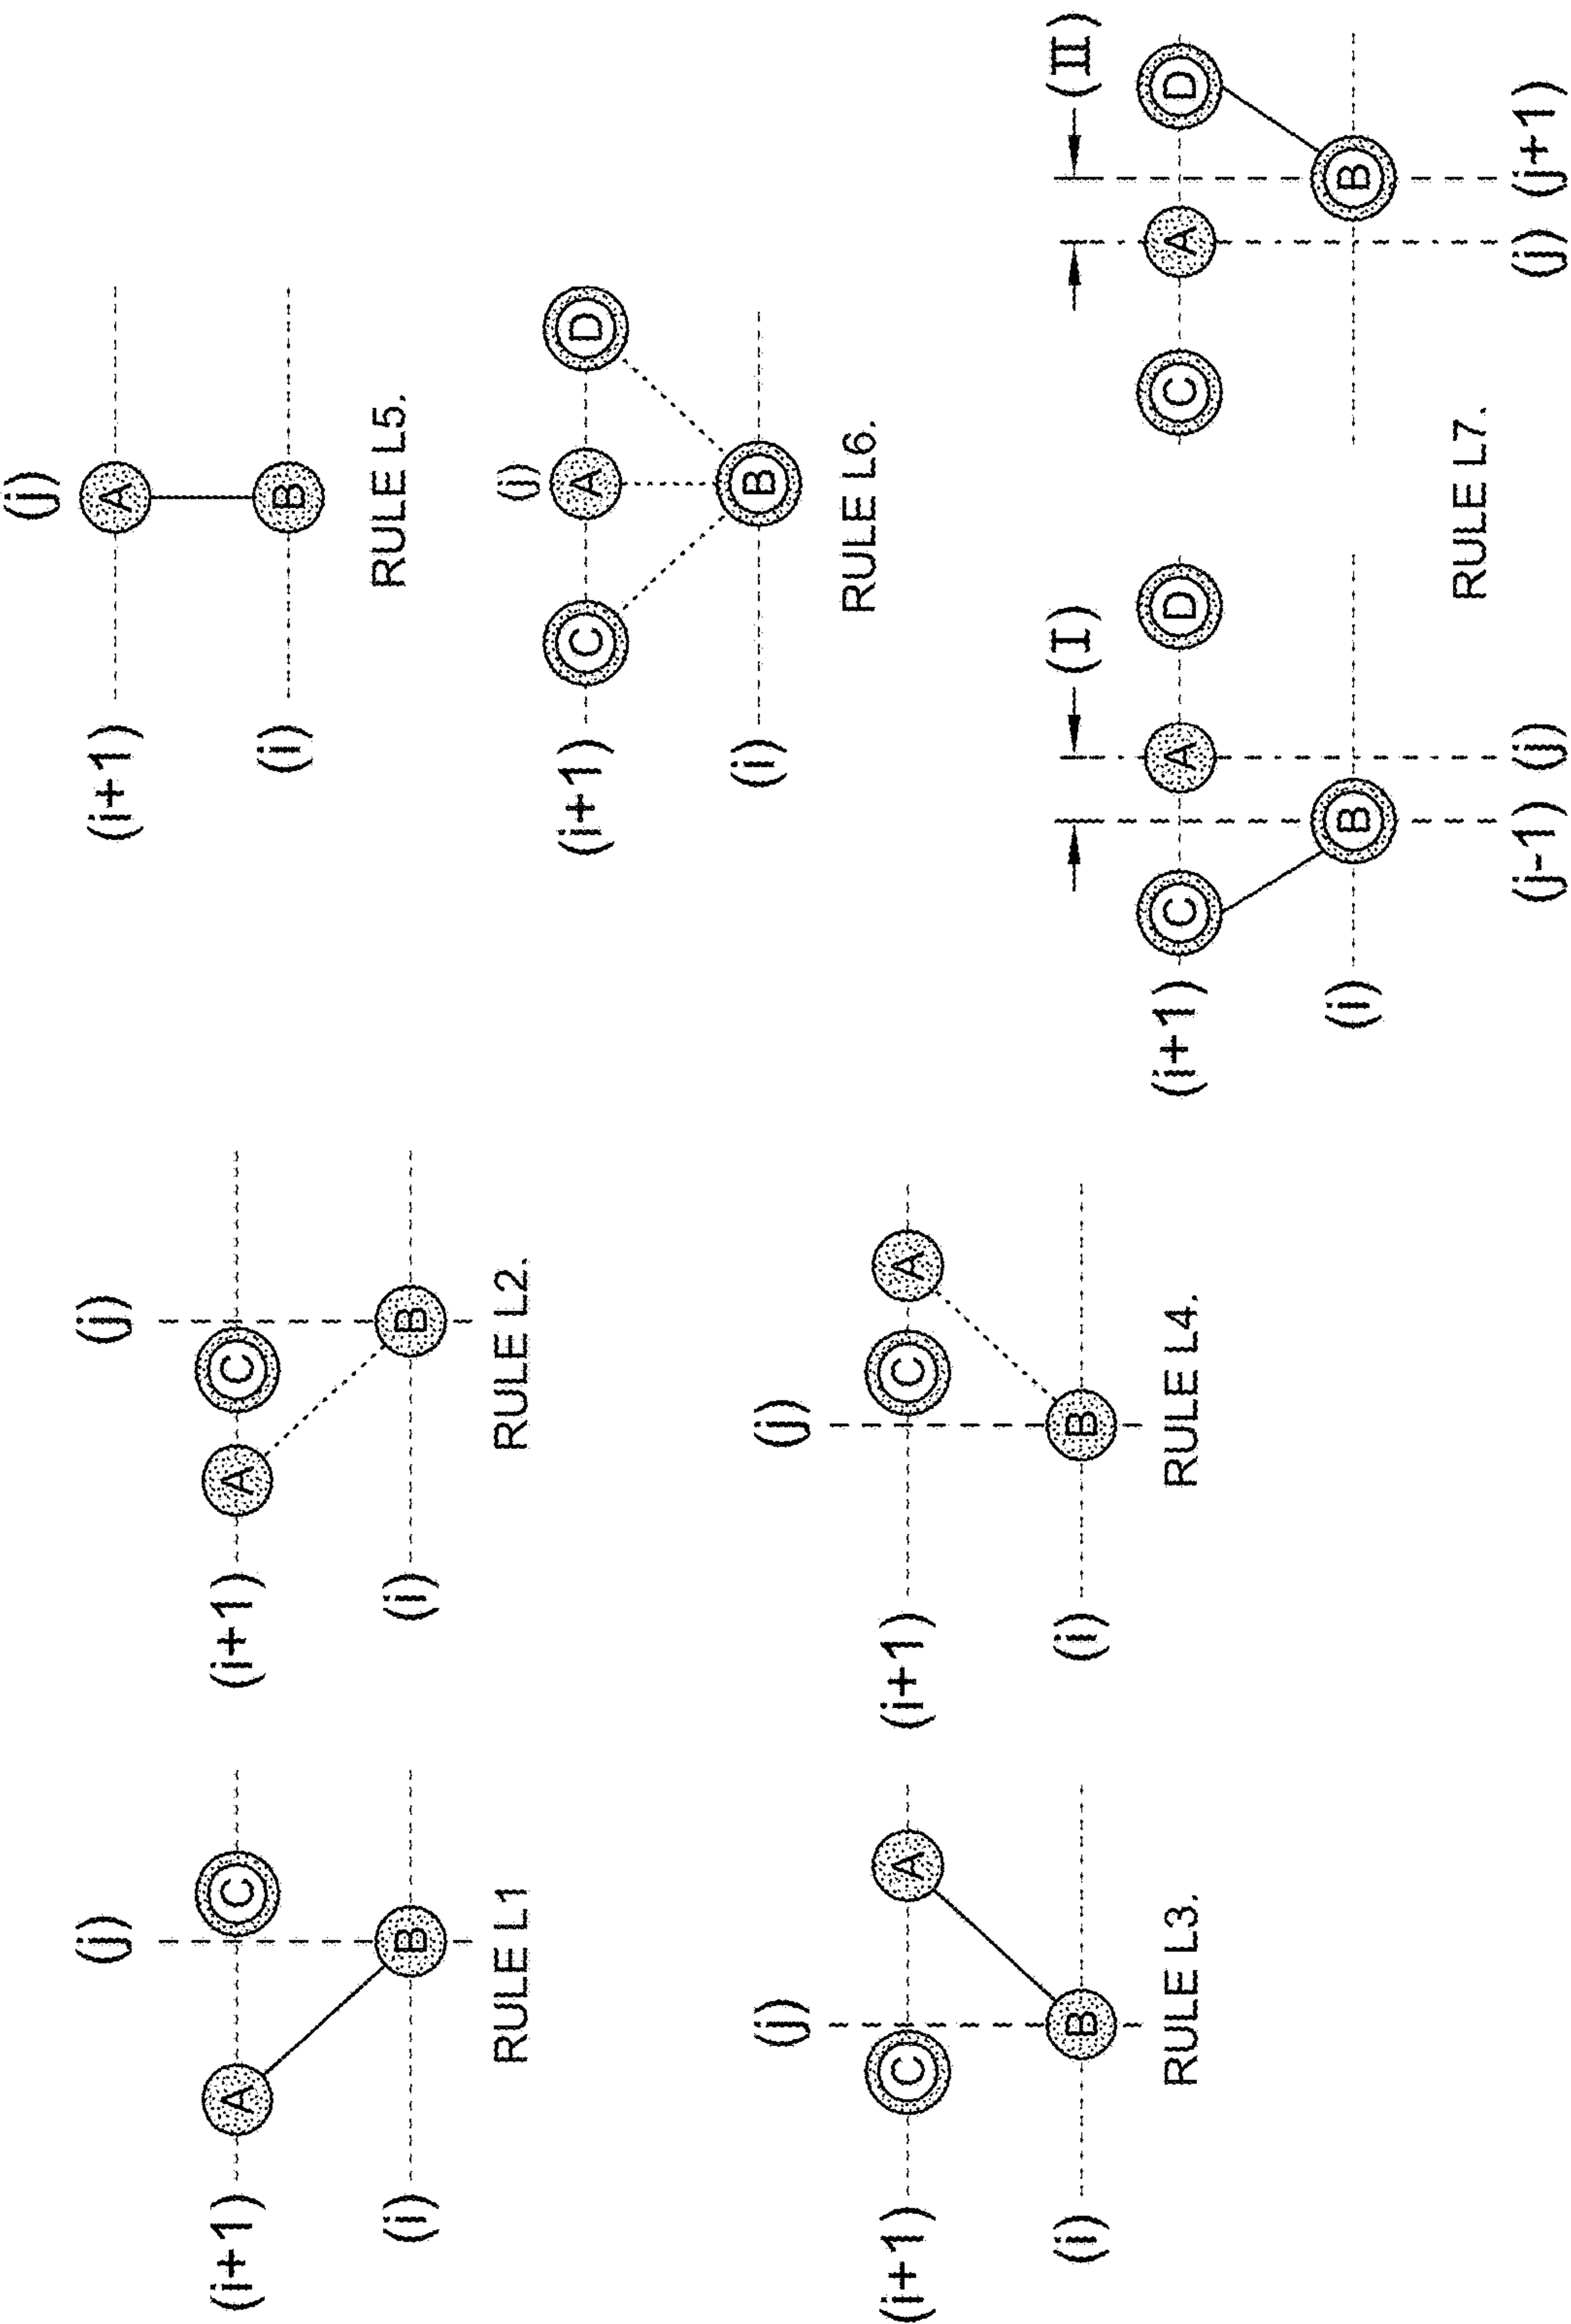 (j)
(i+1) A C
(i) B
RULE L1
(j)
(i+1) A C
(i) B
RULE L2.
(j)
(i+1) C A
(i) B
RULE L3.
(j)
(i+1) C A
(i) B
RULE L4.
(j)
(i+1) A
(i) B
RULE L5.
(j)
(i+1) C A D
(i) B
RULE L6.
(I) (II)
(i+1) C A D C A D
(i) B B
RULE L7.
(j-1) (j) (j) (j+1)